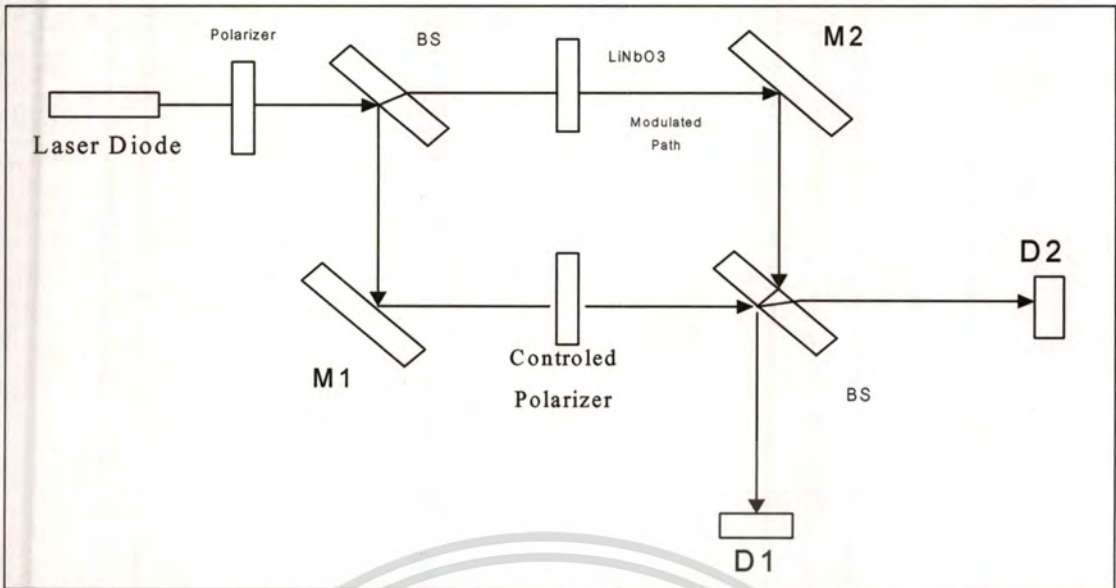 Polarizer
BS
LiNbO3
M2
Laser Diode
Modulated
Path
D2
M1
Controled
Polarizer
BS
D1